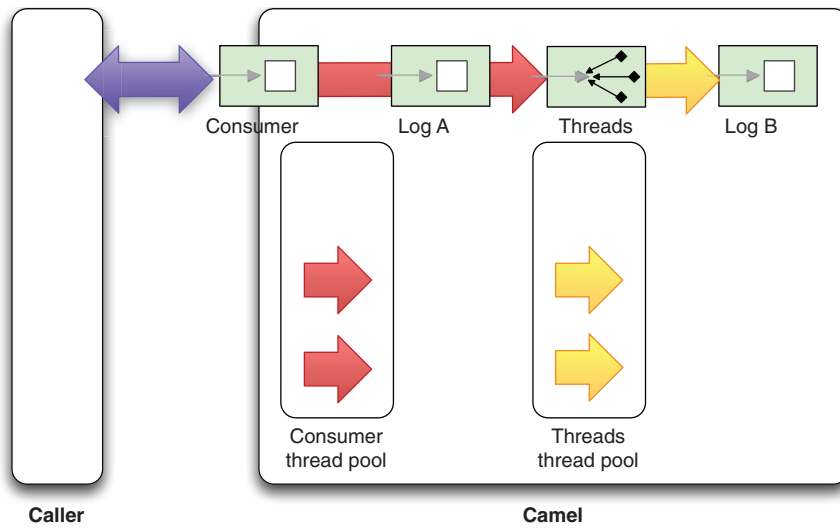 Consumer
Log A
Threads
Log B
Consumer
thread pool
Threads
thread pool
Caller
Camel